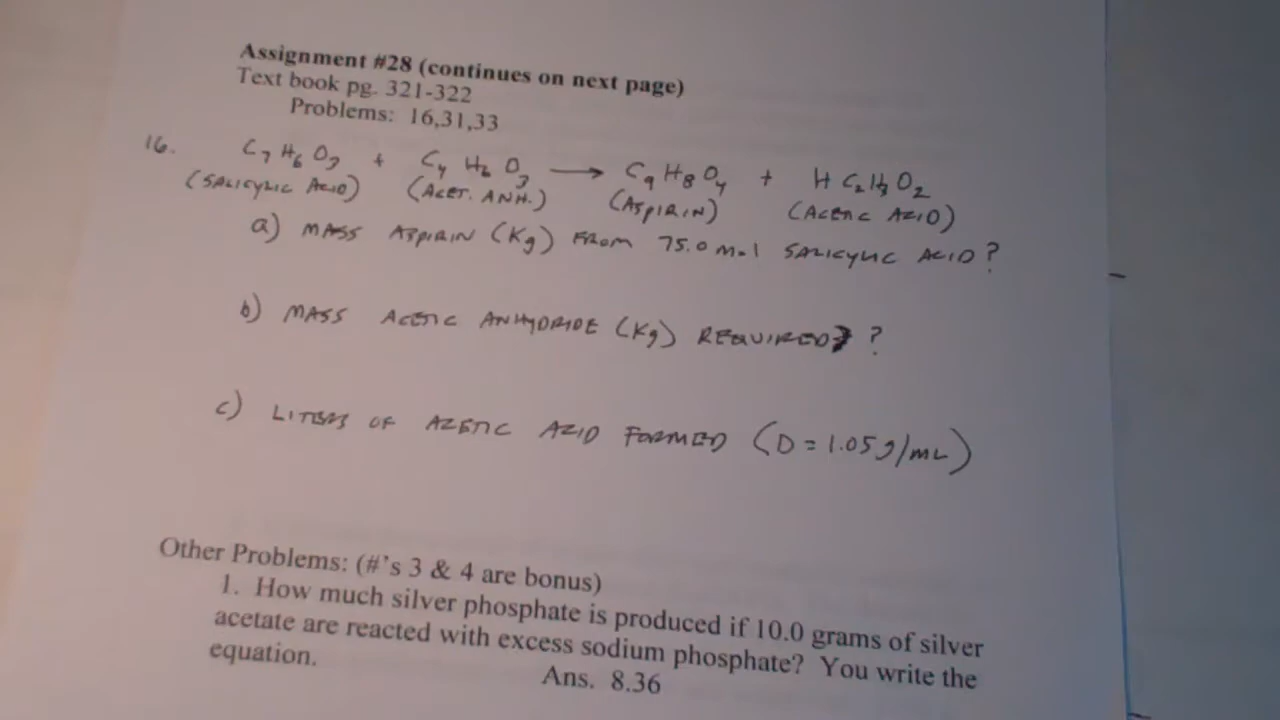 Assignment #28 (continues on next page)
Text book pg. 321-322
Problems: 16,31,33
16. C7H6O3 + C4H6O3 → C9H8O4 + HC2H3O2
(SALICYLIC ACID) (ACET. ANH.) (ASPIRIN) (ACETIC ACID)
a) MASS ASPIRIN (Kg) FROM 75.0 mol SALICYLIC ACID?
b) MASS ACETIC ANHYDRIDE (Kg) REQUIRED?
c) LITERS OF ACETIC ACID FORMED (D = 1.05 g/mL)
Other Problems: (#'s 3 & 4 are bonus)
1. How much silver phosphate is produced if 10.0 grams of silver
acetate are reacted with excess sodium phosphate? You write the
equation.
Ans. 8.36